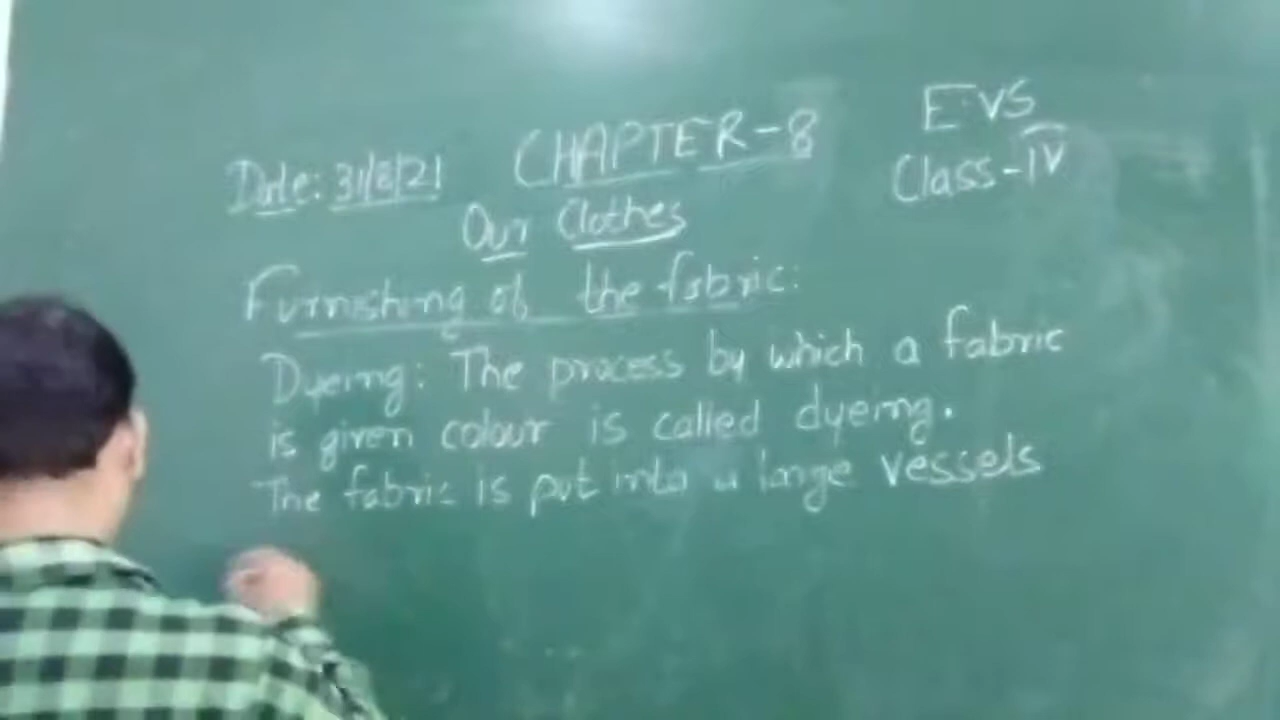 EVS
Date: 31/8/21 CHAPTER-8 Class-IV
Our Clothes
Furnishing of the fabric:
Dyeing: The process by which a fabric
is given colour is called dyeing.
The fabric is put into a large vessels